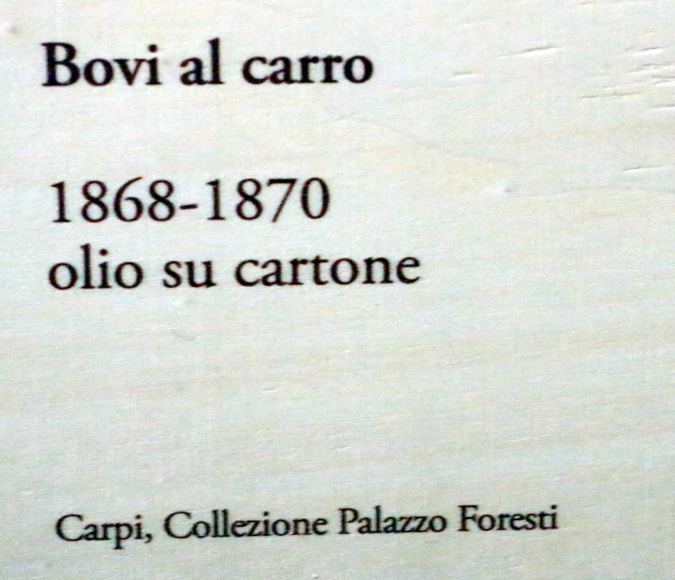 Bovi al carro
1868-1870
olio su cartone
Carpi, Collezione Palazzo Foresti